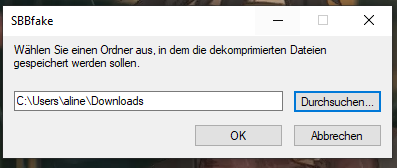 SBBfake
Wählen Sie einen Ordner aus, in dem die dekomprimierten Dateien
gespeichert werden sollen.
C:\Users\aline\Downloads
Durchsuchen...
OK
Abbrechen